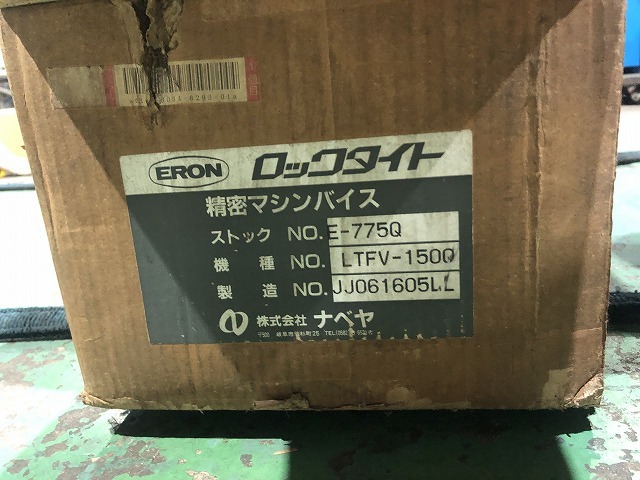 ERON ロックタイト
精密マシンバイス
ストック NO. E-775Q
機種 NO. LTFV-150Q
製造 NO. JJ061605LL
株式会社 ナベヤ